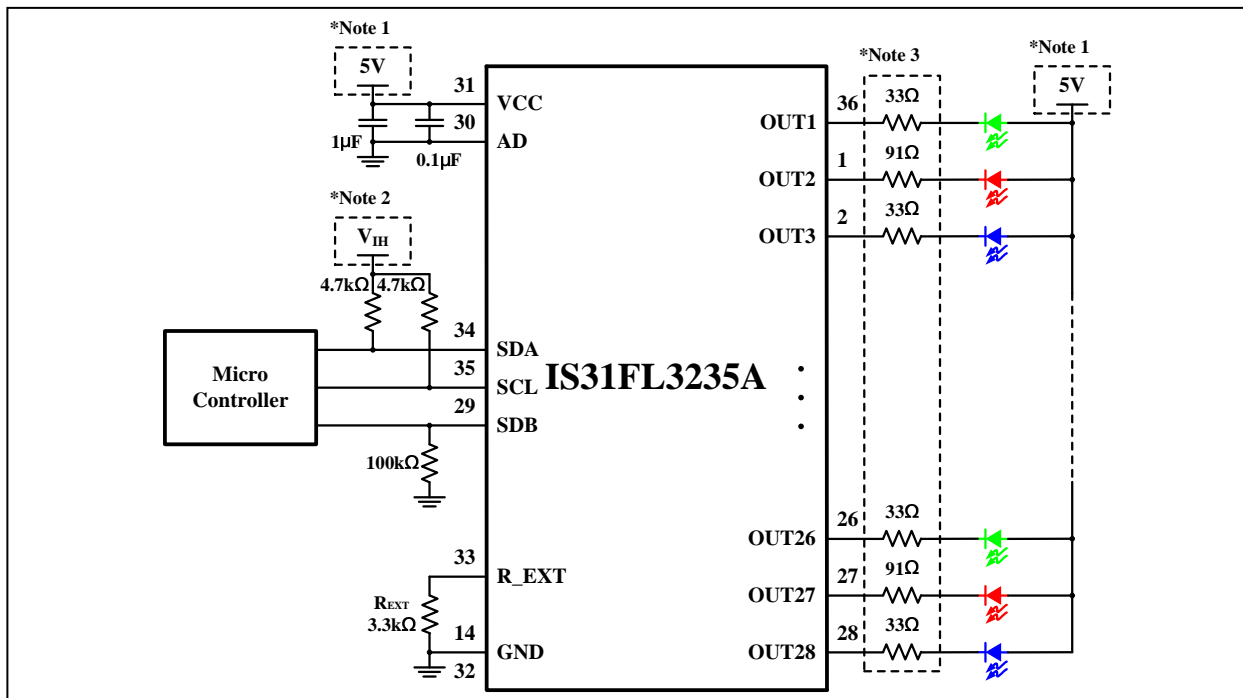 *Note 1
5V
31
VCC
30
AD
1µF
0.1µF
*Note 2
VIH
4.7kΩ 4.7kΩ
Micro
Controller
34
SDA
35
SCL
29
SDB
100kΩ
33
R_EXT
REXT
3.3kΩ
14
GND
32
IS31FL3235A
*Note 3
*Note 1
5V
36
33Ω
OUT1
1
91Ω
OUT2
2
33Ω
OUT3
26
33Ω
OUT26
27
91Ω
OUT27
28
33Ω
OUT28